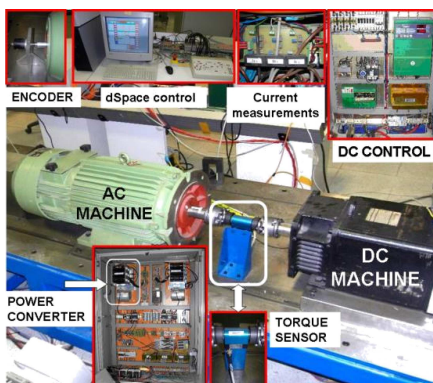 ENCODER
dSpace control
Current
measurements
DC CONTROL
AC
MACHINE
DC
MACHINE
POWER
CONVERTER
TORQUE
SENSOR